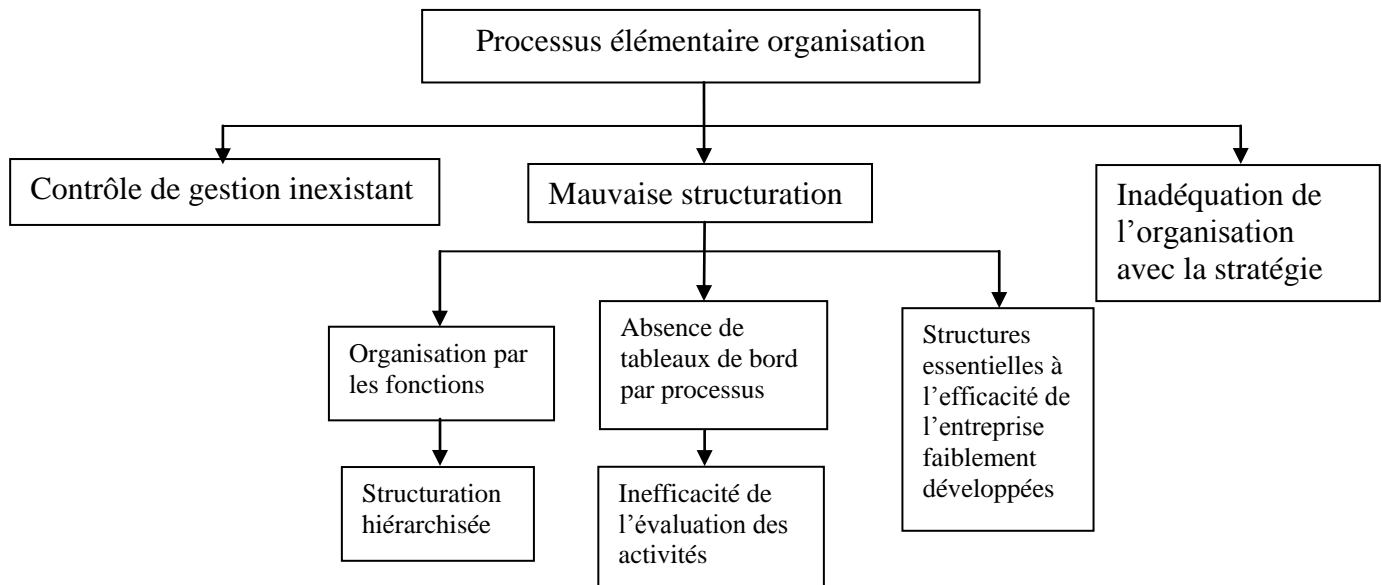 Processus élémentaire organisation
Contrôle de gestion inexistant
Mauvaise structuration
Inadéquation de
l’organisation
avec la stratégie
Organisation par
les fonctions
Absence de
tableaux de bord
par processus
Structures
essentielles à
l’efficacité de
l’entreprise
faiblement
développées
Structuration
hiérarchisée
Inefficacité de
l’évaluation des
activités